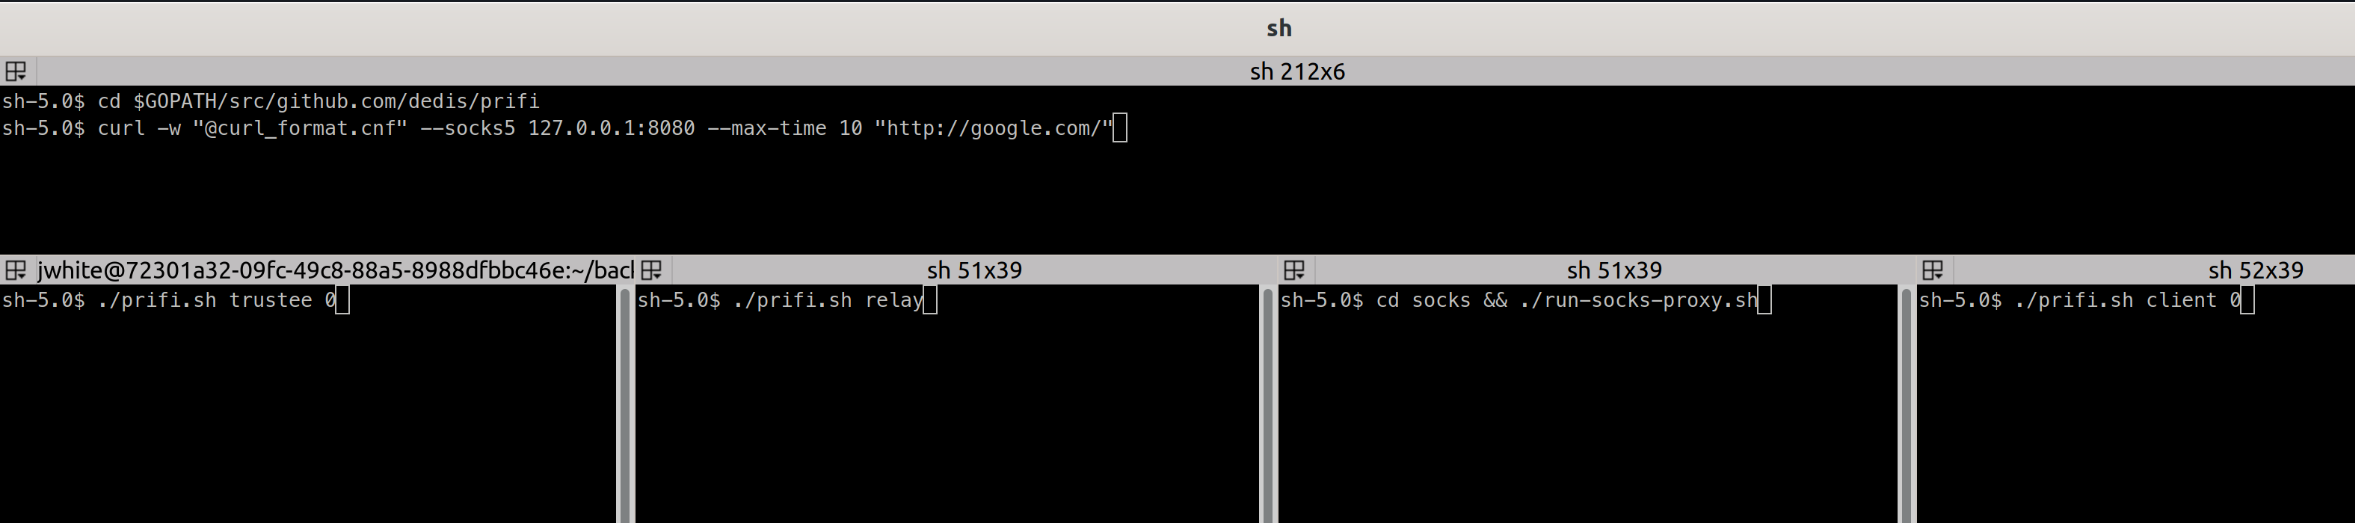 sh
sh 212x6
sh-5.0$ cd $GOPATH/src/github.com/dedis/prifi
sh-5.0$ curl -w "@curl_format.cnf" --socks5 127.0.0.1:8080 --max-time 10 "http://google.com/"
jwhite@72301a32-09fc-49c8-88a5-8988dfbbc46e:~/bac
sh-5.0$ ./prifi.sh trustee 0
sh 51x39
sh-5.0$ ./prifi.sh relay
sh 51x39
sh-5.0$ cd socks && ./run-socks-proxy.sh
sh 52x39
sh-5.0$ ./prifi.sh client 0